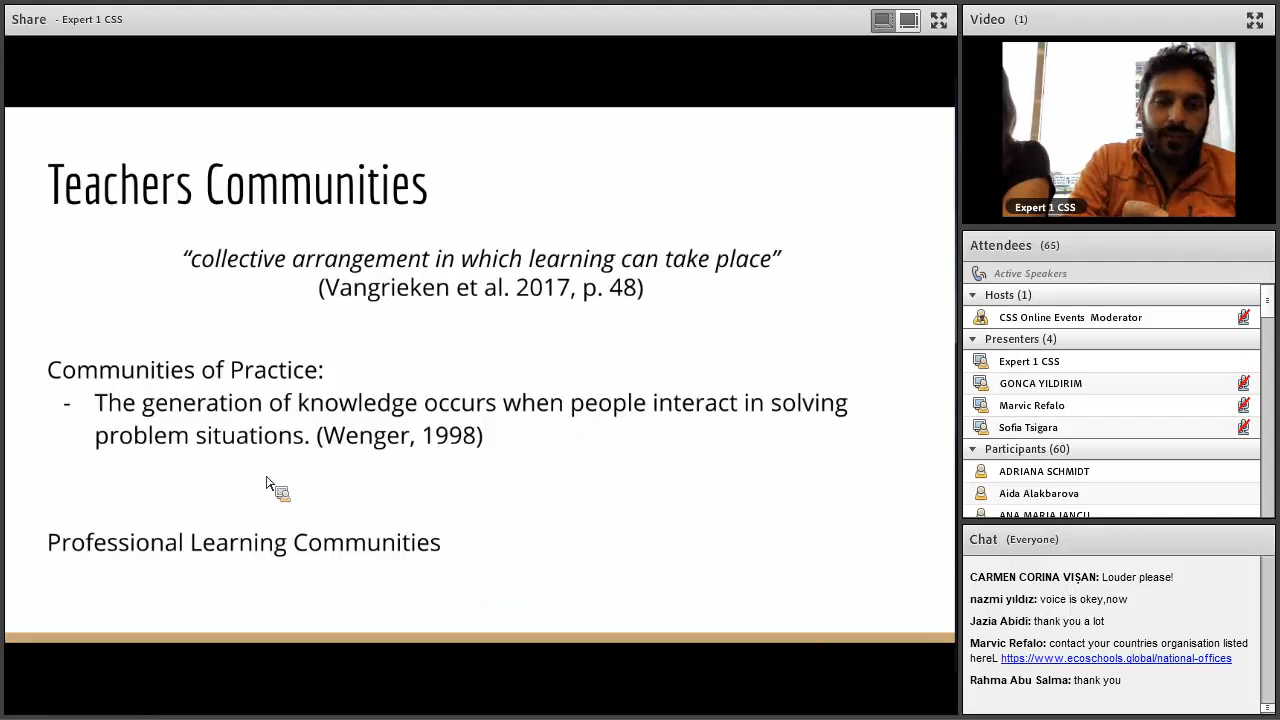 Share - Expert 1 CSS
Teachers Communities
“collective arrangement in which learning can take place”
(Vangrieken et al. 2017, p. 48)
Communities of Practice:
- The generation of knowledge occurs when people interact in solving
problem situations. (Wenger, 1998)
Professional Learning Communities
Video (1)
Expert 1 CSS
Attendees (65)
Active Speakers
Hosts (1)
CSS Online Events Moderator
Presenters (4)
Expert 1 CSS
GONCA YILDIRIM
Marvic Refalo
Sofia Tsigara
Participants (60)
ADRIANA SCHMIDT
Aida Alakbarova
ANA MARIA IANCU
Chat (Everyone)
CARMEN CORINA VIȘAN: Louder please!
nazmi yıldız: voice is okey,now
Jazia Abidi: thank you a lot
Marvic Refalo: contact your countries organisation listed
hereL https://www.ecoschools.global/national-offices
Rahma Abu Salma: thank you